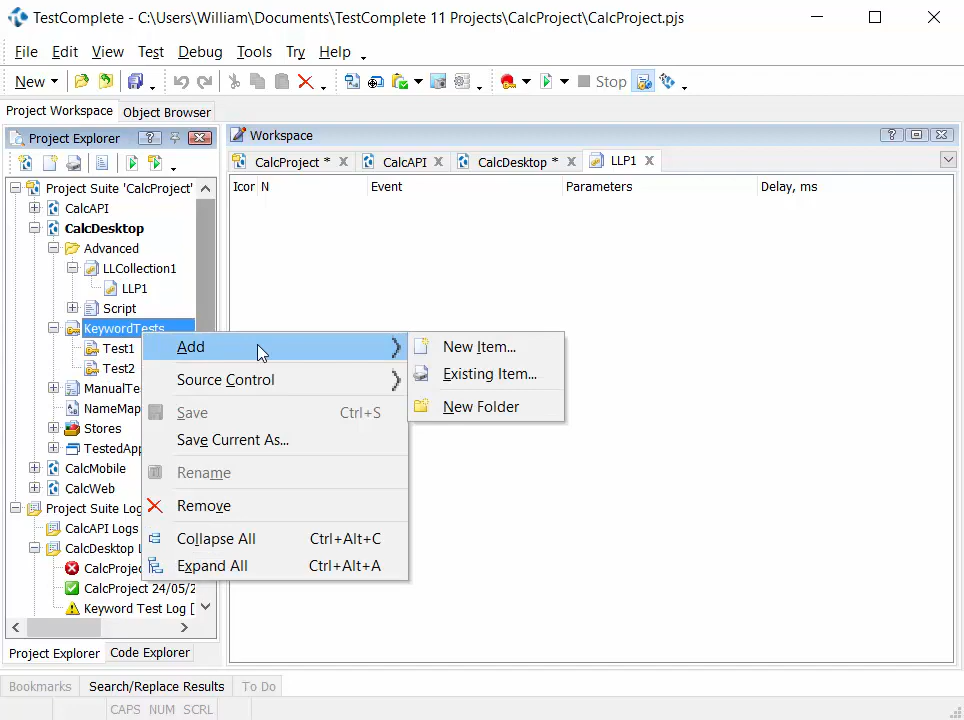 TestComplete - C:\Users\William\Documents\TestComplete 11 Projects\CalcProject\CalcProject.pjs
File Edit View Test Debug Tools Try Help
New Stop
Project Workspace Object Browser
Project Explorer
Workspace
CalcProject * CalcAPI CalcDesktop * LLP1
Icor N Event Parameters Delay, ms
Project Suite 'CalcProject'
CalcAPI
CalcDesktop
Advanced
LLCollection1
LLP1
Script
KeywordTests
Test1
Test2
ManualTe
NameMap
Stores
TestedApp
CalcMobile
CalcWeb
Project Suite Log
CalcAPI Logs
CalcDesktop L
CalcProjec
CalcProject 24/05/2
Keyword Test Log [
Add
Source Control
Save Ctrl+S
Save Current As...
Rename
Remove
Collapse All Ctrl+Alt+C
Expand All Ctrl+Alt+A
New Item...
Existing Item...
New Folder
Project Explorer Code Explorer
Bookmarks Search/Replace Results To Do
CAPS NUM SCRL